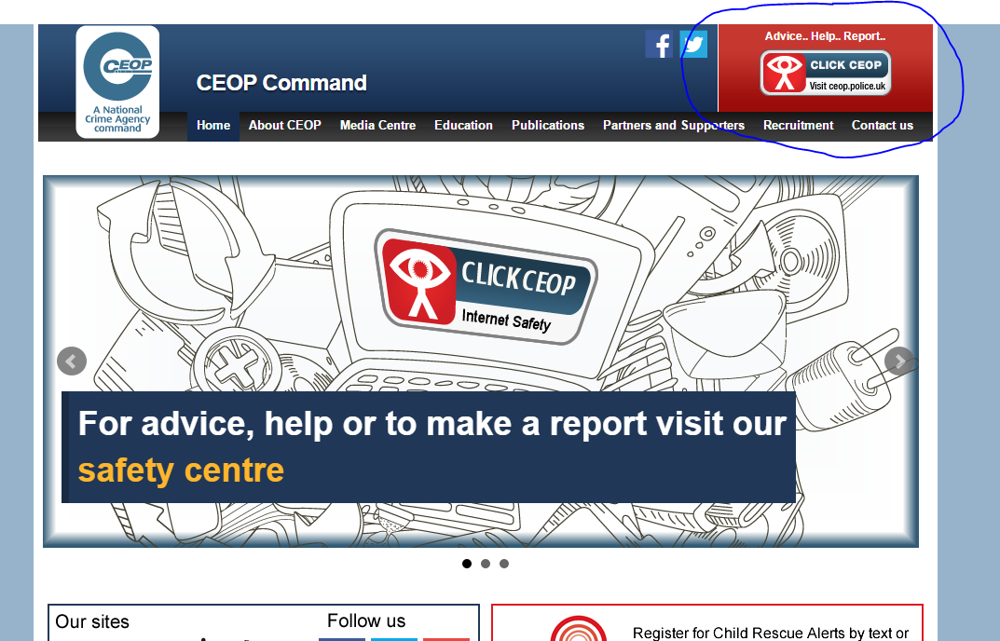 CEOP
A National
Crime Agency
command
CEOP Command
Advice.. Help.. Report..
CLICK CEOP
Visit ceop.police.uk
Home About CEOP Media Centre Education Publications Partners and Supporters Recruitment Contact us
CLICK CEOP
Internet Safety
For advice, help or to make a report visit our
safety centre
Our sites
Follow us
Register for Child Rescue Alerts by text or